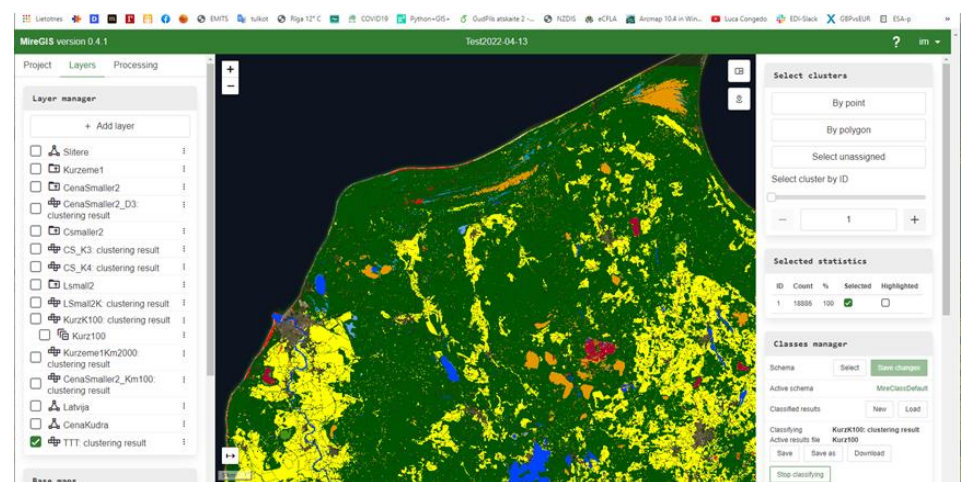 Lietotnes
EMITS
tulkot
Rīga 12° C
COVID19
Python+GIS+
GudPils atskaite 2 -...
NZDIS
eCFLA
Arcmap 10.4 in Win...
Luca Congedo
EDI-Slack
GEPvsEUR
ESA-p
»
MireGIS version 0.4.1
Test2022-04-13
?
im
Project Layers Processing
Layer manager
+ Add layer
Slitere
Kurzeme1
CenaSmaller2
CenaSmaller2_D3:
clustering result
Csmaller2
CS_K3: clustering result
CS_K4: clustering result
Lsmall2
LSmall2K: clustering result
KurzK100: clustering result
Kurz100
Kurzeme1Km2000:
clustering result
CenaSmaller2_Km100:
clustering result
Latvija
CenaKudra
TTT: clustering result
Base maps
+
−
Select clusters
By point
By polygon
Select unassigned
Select cluster by ID
− 1 +
Selected statistics
ID Count % Selected Highlighted
1 18886 100
Classes manager
Schema Select Save changes
Active schema MireClassDefault
Classified results New Load
Classifying KurzK100: clustering result
Active results file Kurz100
Save Save as Download
Stop classifying